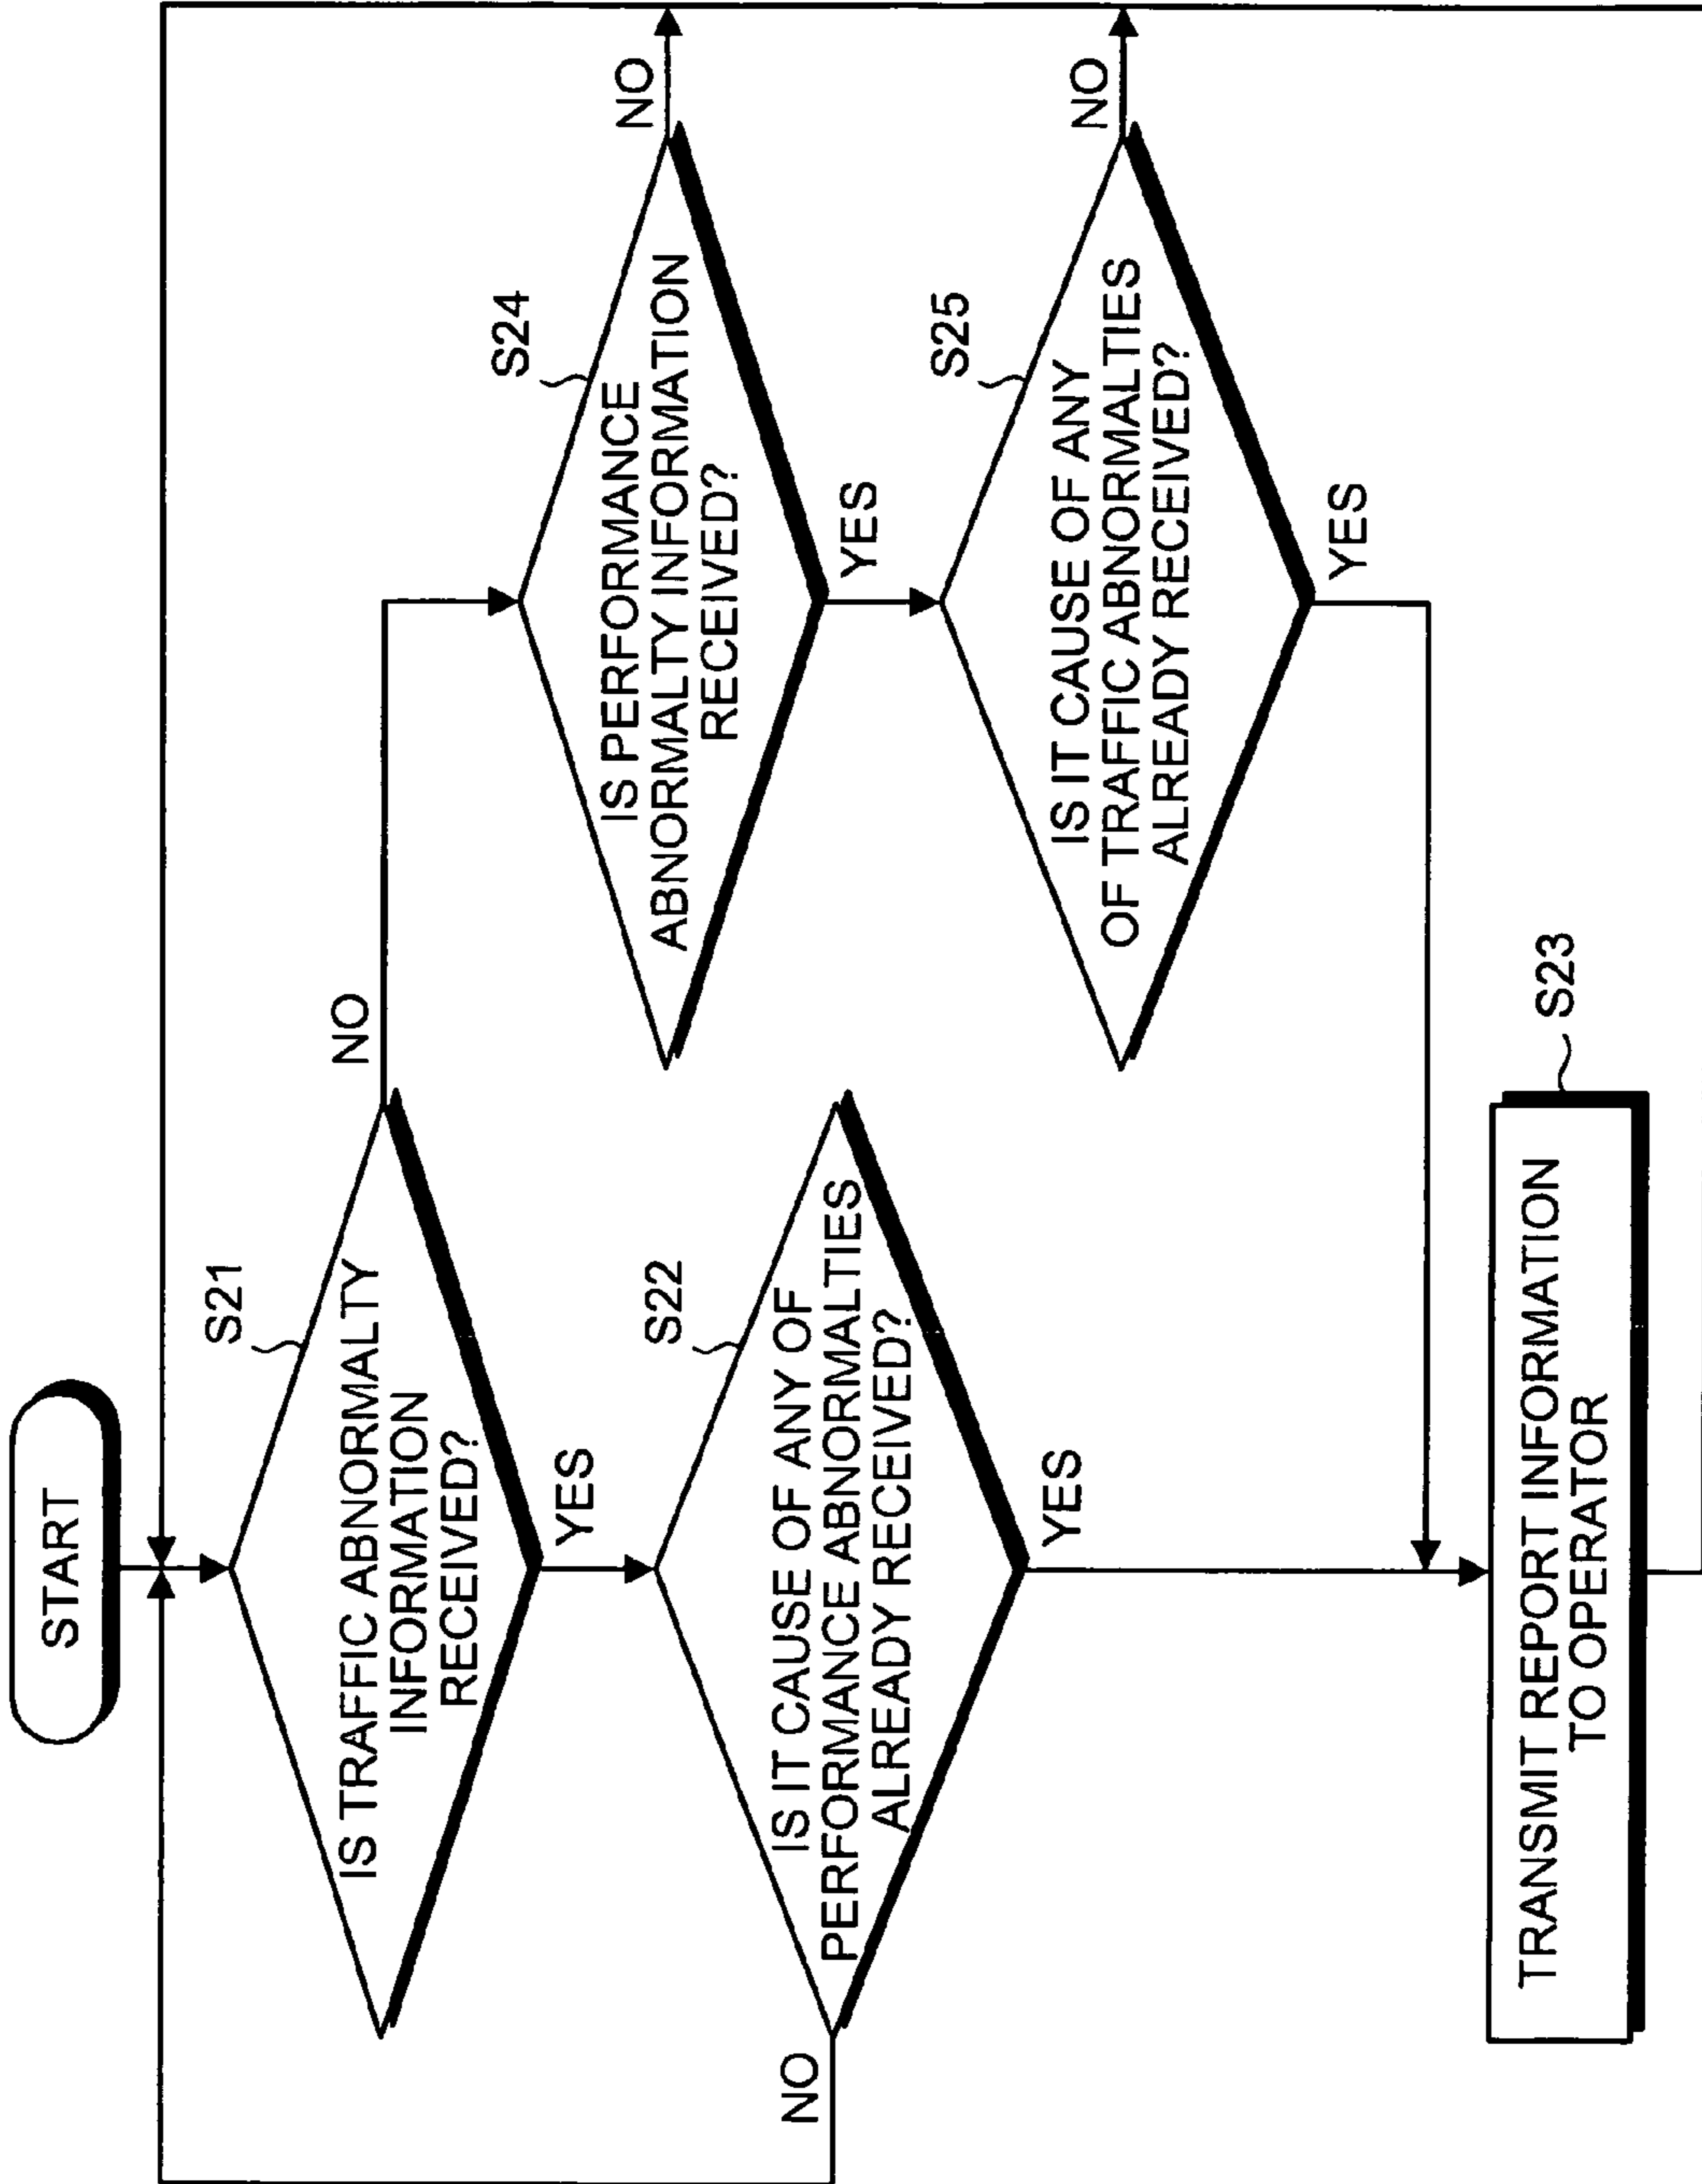 START
S21
IS TRAFFIC ABNORMALTY
INFORMATION
RECEIVED?
NO
YES
S22
IS IT CAUSE OF ANY OF
PERFORMANCE ABNORMALTIES
ALREADY RECEIVED?
NO
YES
S24
IS PERFORMANCE
ABNORMALTY INFORMATION
RECEIVED?
NO
YES
S25
IS IT CAUSE OF ANY
OF TRAFFIC ABNORMALTIES
ALREADY RECEIVED?
NO
YES
S23
TRANSMIT REPORT INFORMATION
TO OPERATOR